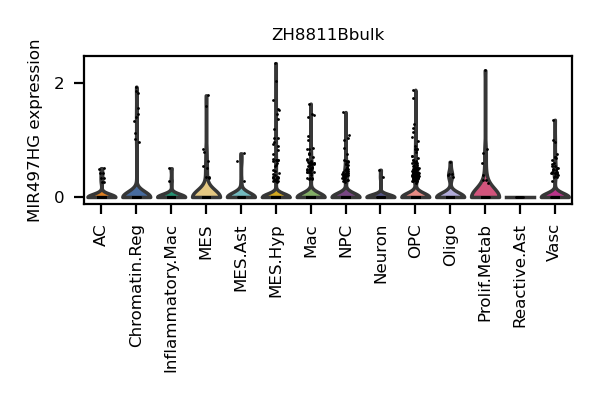 ZH8811Bbulk
MIR497HG expression
2
0
AC
Chromatin.Reg
Inflammatory.Mac
MES
MES.Ast
MES.Hyp
Mac
NPC
Neuron
OPC
Oligo
Prolif.Metab
Reactive.Ast
Vasc